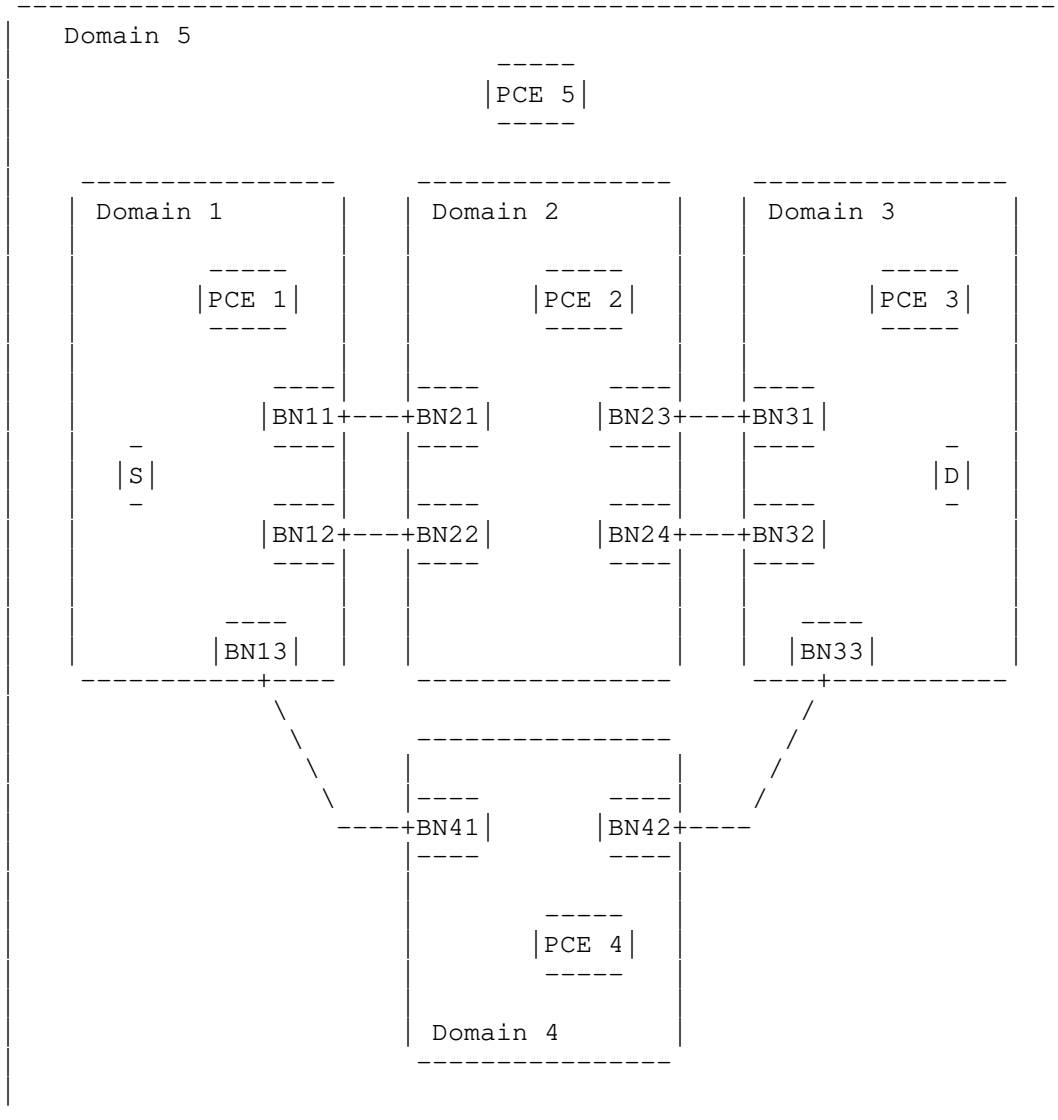 Domain 5
PCE 5
Domain 1 Domain 2 Domain 3
PCE 1 PCE 2 PCE 3
BN11 BN21 BN23 BN31
S D
BN12 BN22 BN24 BN32
BN13 BN33
BN41 BN42
PCE 4
Domain 4